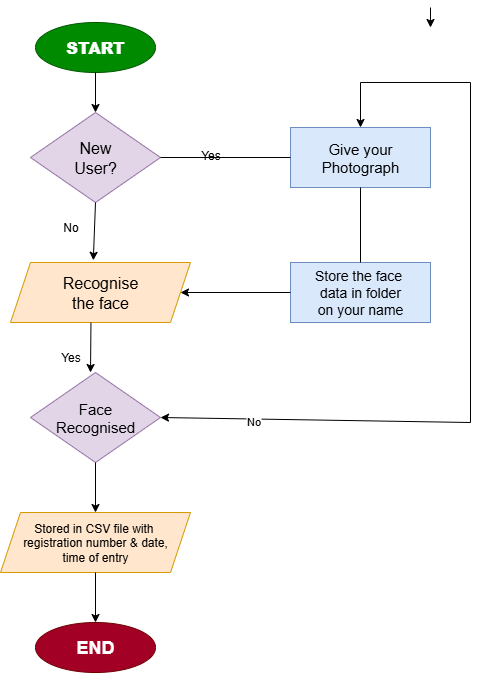 START
New
User?
Yes
Give your
Photograph
No
Recognise
the face
Store the face
data in folder
on your name
Yes
Face
Recognised
No
Stored in CSV file with
registration number & date,
time of entry
END